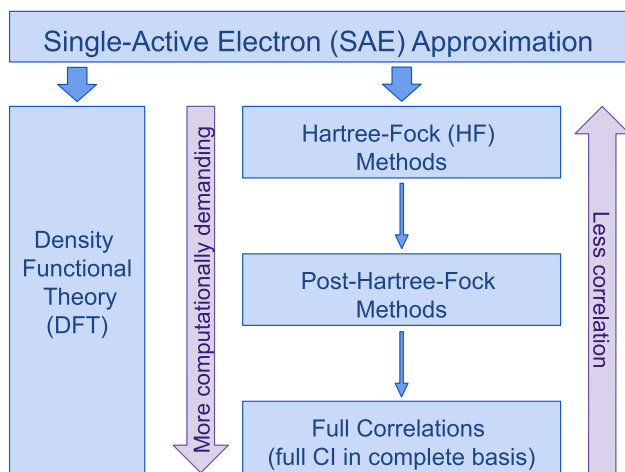 Single-Active Electron (SAE) Approximation
Density
Functional
Theory
(DFT)
More computationally demanding
Hartree-Fock (HF)
Methods
Post-Hartree-Fock
Methods
Full Correlations
(full CI in complete basis)
Less correlation